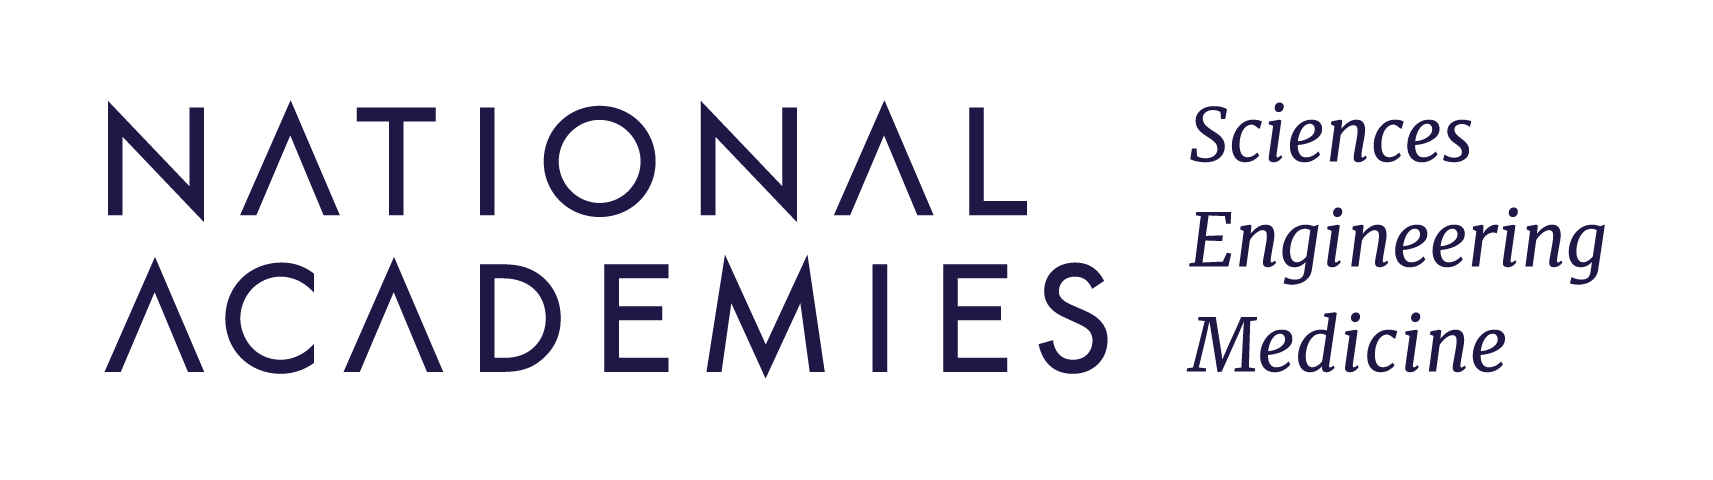 NATIONAL
ACADEMIES
Sciences
Engineering
Medicine